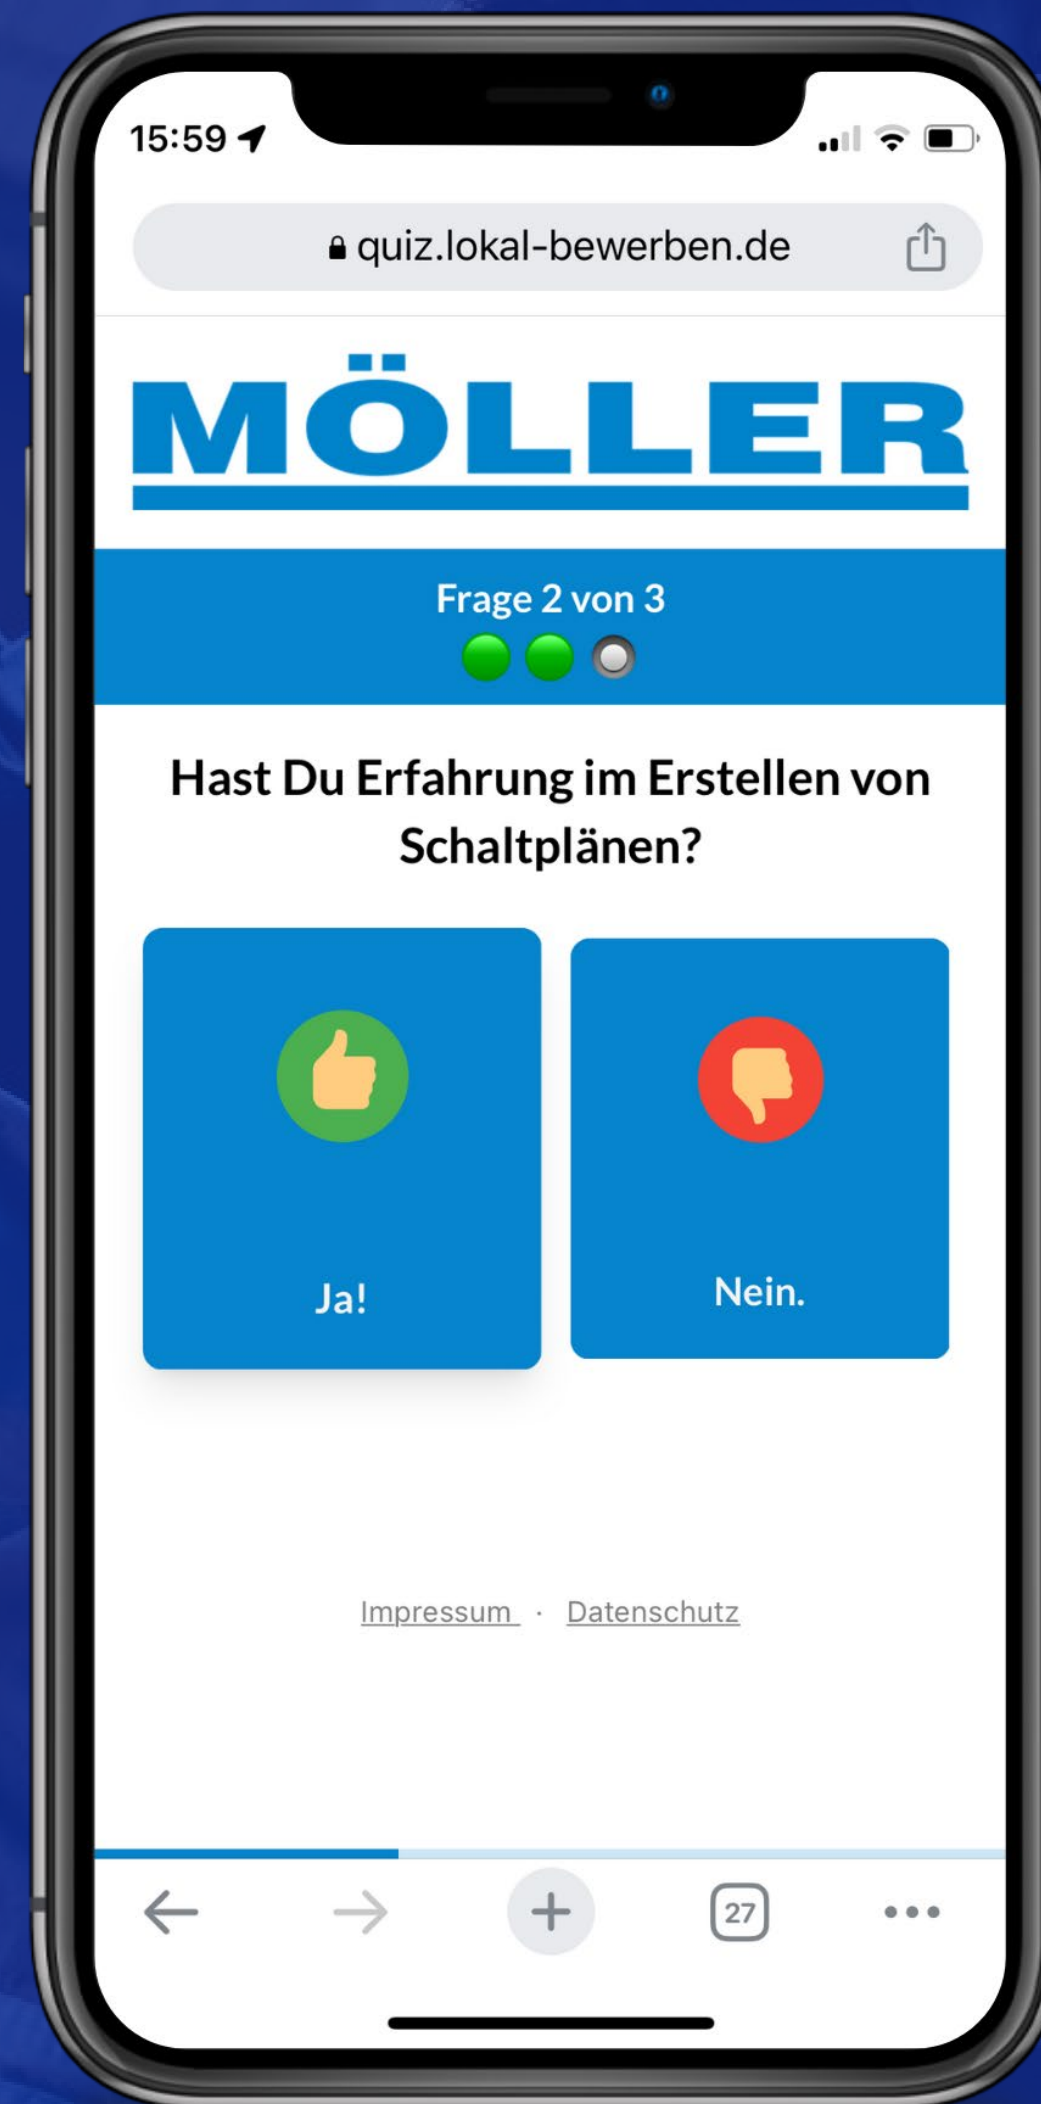 15:59
quiz.lokal-bewerben.de
MÖLLER
Frage 2 von 3
Hast Du Erfahrung im Erstellen von
Schaltplänen?
Ja!
Nein.
Impressum · Datenschutz
27